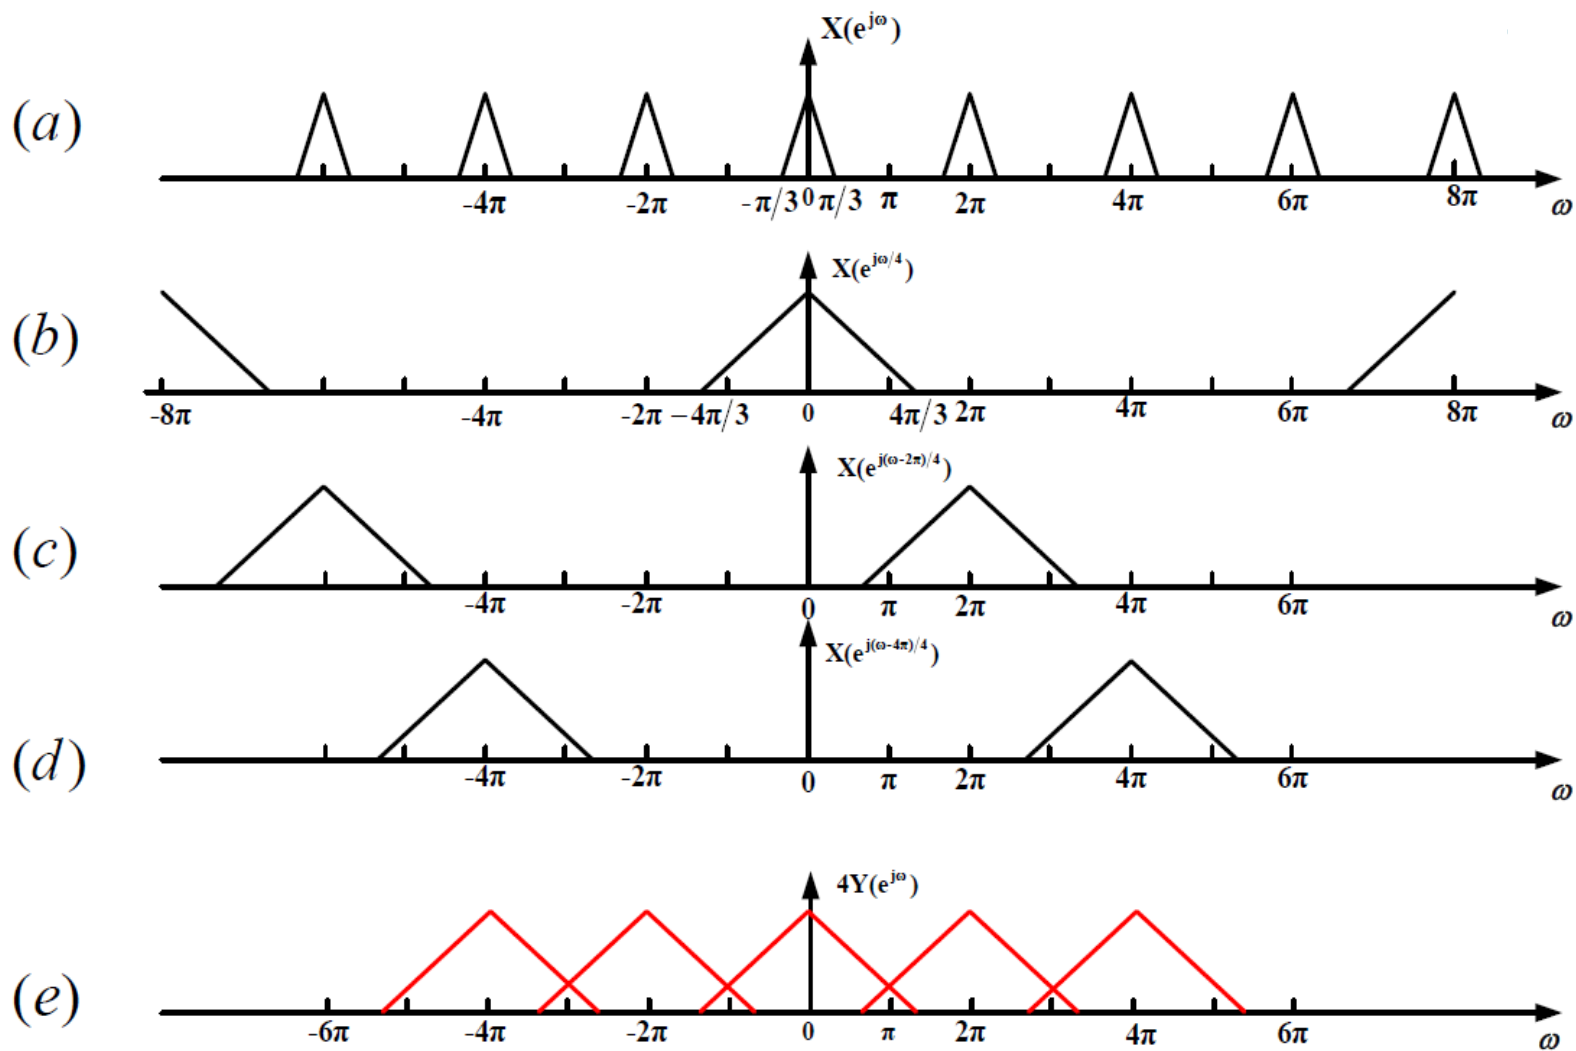 X(e^jω)
(a)
-4π -2π -π/3 0 π/3 π 2π 4π 6π 8π ω
X(e^jω/4)
(b)
-8π -4π -2π −4π/3 0 4π/3 2π 4π 6π 8π ω
X(e^j(ω-2π)/4)
(c)
-4π -2π 0 π 2π 4π 6π ω
X(e^j(ω-4π)/4)
(d)
-4π -2π 0 π 2π 4π 6π ω
4Y(e^jω)
(e)
-6π -4π -2π 0 π 2π 4π 6π ω